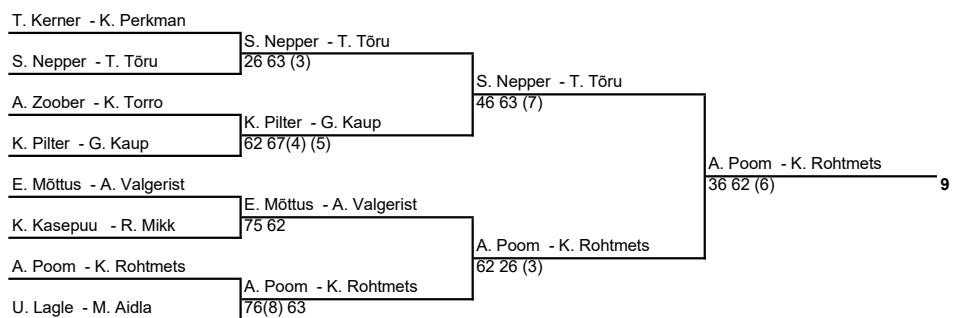 T. Kerner - K. Perkman
S. Nepper - T. Tõru
26 63 (3)
S. Nepper - T. Tõru
S. Nepper - T. Tõru
46 63 (7)
A. Zoober - K. Torro
K. Pilter - G. Kaup
62 67(4) (5)
K. Pilter - G. Kaup
A. Poom - K. Rohtmets
36 62 (6)
9
E. Mõttus - A. Valgerist
E. Mõttus - A. Valgerist
75 62
K. Kasepuu - R. Mikk
A. Poom - K. Rohtmets
62 26 (3)
A. Poom - K. Rohtmets
A. Poom - K. Rohtmets
76(8) 63
U. Lagle - M. Aidla